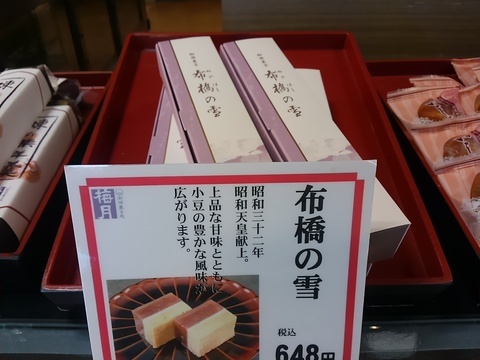 布橋の雪
布橋の雪
梅月
布橋の雪
昭和三十二年
昭和天皇献上。
上品な甘味とともに
小豆の豊かな風味が
広がります。
税込
648円